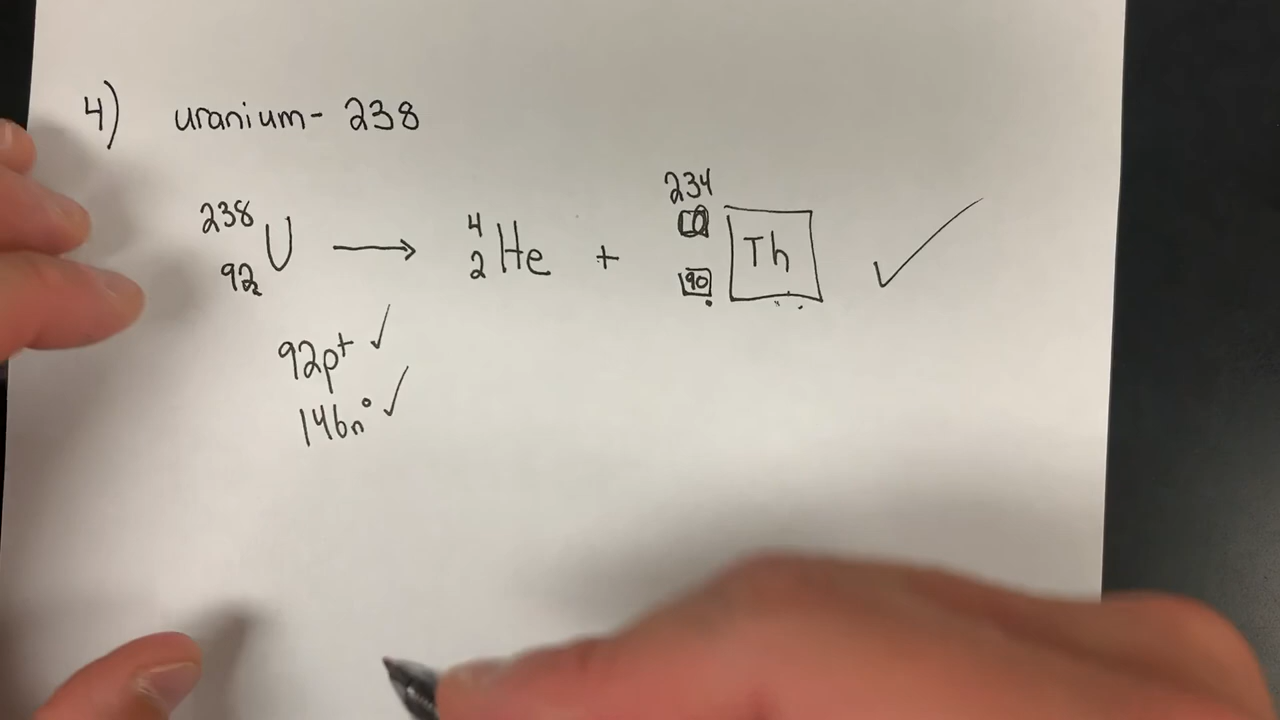 4) uranium- 238
238 92 U → 4 2 He + 234 90 Th ✓
92p+ ✓
146n° ✓